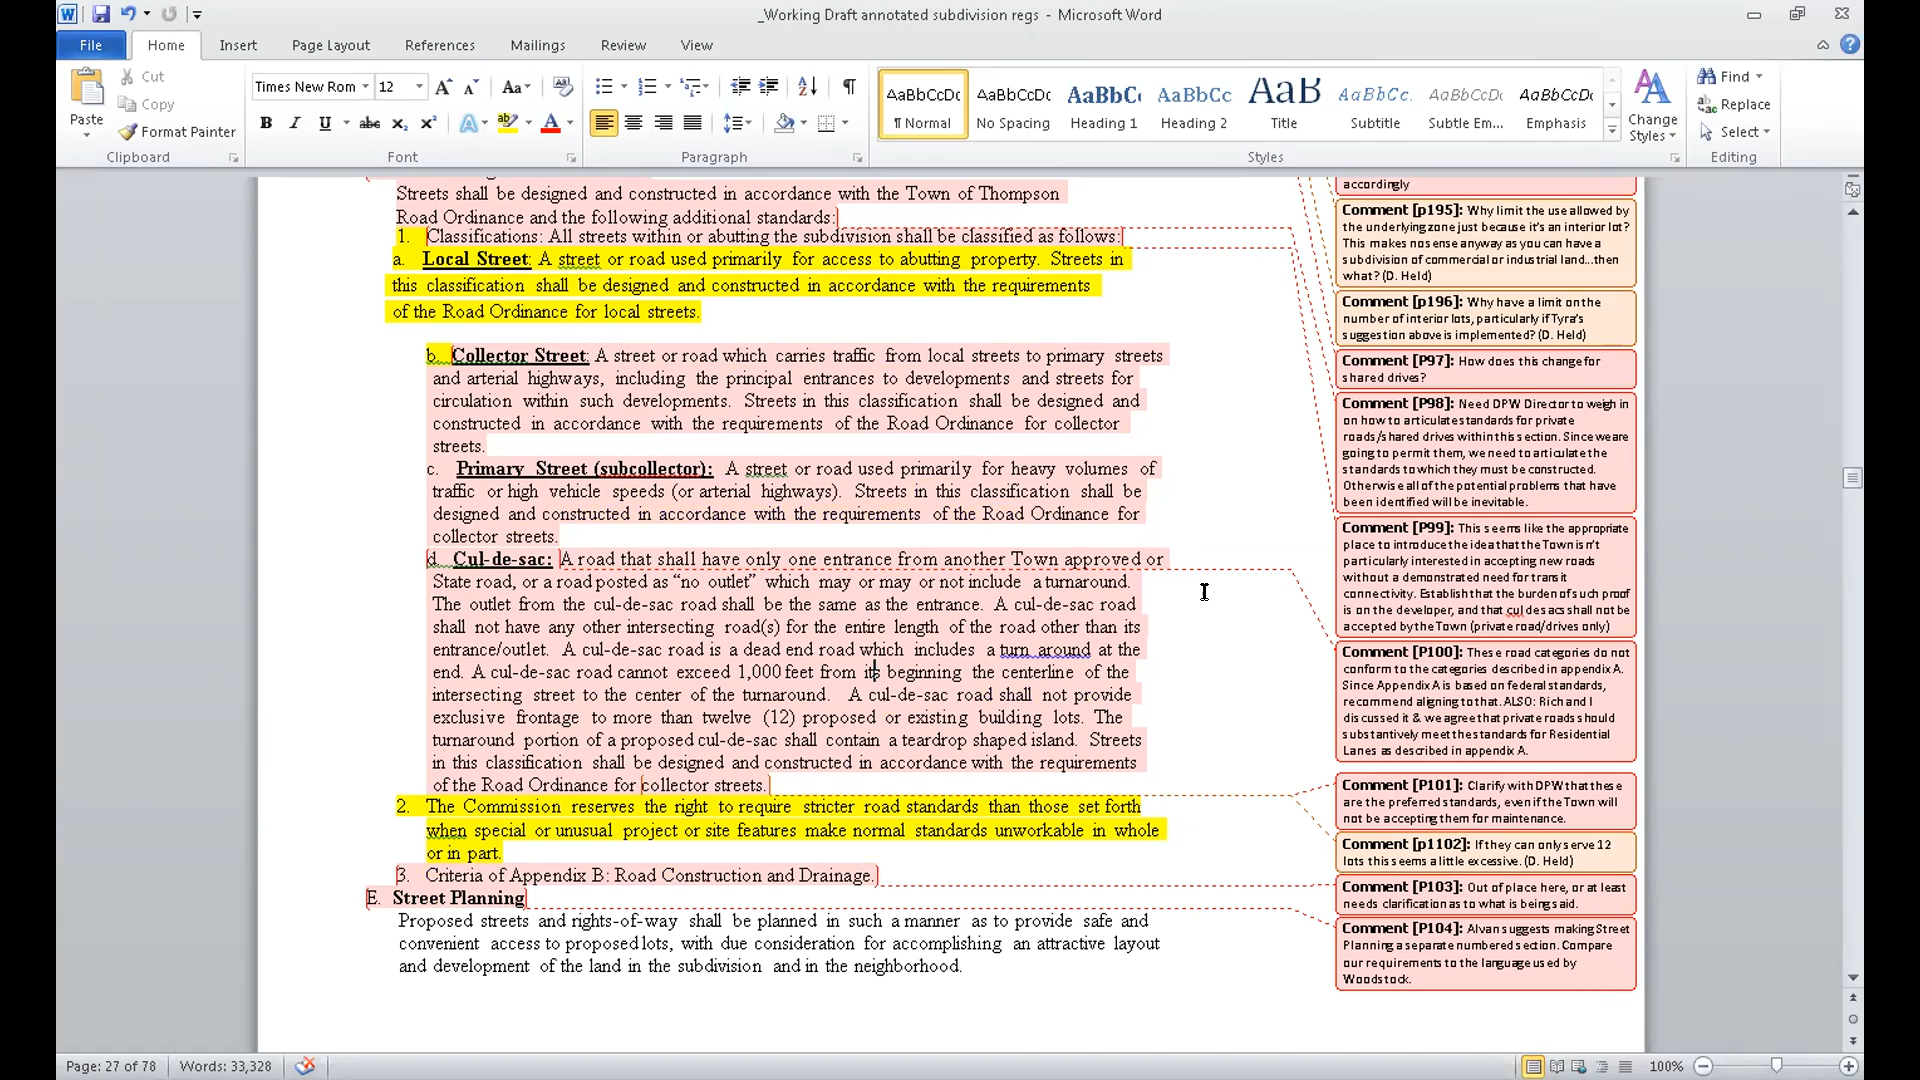 _Working Draft annotated subdivision regs - Microsoft Word
File Home Insert Page Layout References Mailings Review View
Paste
Cut
Copy
Format Painter
Clipboard
Times New Rom 12
Font
Paragraph
AaBbCcDc AaBbCcDc AaBbC AaBbCc AaB AaBbCc. AaBbCcDc AaBbCcDc
¶ Normal No Spacing Heading 1 Heading 2 Title Subtitle Subtle Em... Emphasis
Change Styles
Styles
Find
Replace
Select
Editing
Streets shall be designed and constructed in accordance with the Town of Thompson
Road Ordinance and the following additional standards:
1. Classifications: All streets within or abutting the subdivision shall be classified as follows:
a. Local Street: A street or road used primarily for access to abutting property. Streets in
this classification shall be designed and constructed in accordance with the requirements
of the Road Ordinance for local streets.
b. Collector Street: A street or road which carries traffic from local streets to primary streets
and arterial highways, including the principal entrances to developments and streets for
circulation within such developments. Streets in this classification shall be designed and
constructed in accordance with the requirements of the Road Ordinance for collector
streets.
c. Primary Street (subcollector): A street or road used primarily for heavy volumes of
traffic or high vehicle speeds (or arterial highways). Streets in this classification shall be
designed and constructed in accordance with the requirements of the Road Ordinance for
collector streets.
d. Cul-de-sac: A road that shall have only one entrance from another Town approved or
State road, or a road posted as “no outlet” which may or may or not include a turnaround.
The outlet from the cul-de-sac road shall be the same as the entrance. A cul-de-sac road
shall not have any other intersecting road(s) for the entire length of the road other than its
entrance/outlet. A cul-de-sac road is a dead end road which includes a turn around at the
end. A cul-de-sac road cannot exceed 1,000 feet from its beginning the centerline of the
intersecting street to the center of the turnaround. A cul-de-sac road shall not provide
exclusive frontage to more than twelve (12) proposed or existing building lots. The
turnaround portion of a proposed cul-de-sac shall contain a teardrop shaped island. Streets
in this classification shall be designed and constructed in accordance with the requirements
of the Road Ordinance for collector streets.
2. The Commission reserves the right to require stricter road standards than those set forth
when special or unusual project or site features make normal standards unworkable in whole
or in part.
3. Criteria of Appendix B: Road Construction and Drainage.
E. Street Planning
Proposed streets and rights-of-way shall be planned in such a manner as to provide safe and
convenient access to proposed lots, with due consideration for accomplishing an attractive layout
and development of the land in the subdivision and in the neighborhood.
accordingly
Comment [p195]: Why limit the use allowed by
the underlying zone just because it's an interior lot?
This makes no sense anyway as you can have a
subdivision of commercial or industrial land...then
what? (D. Held)
Comment [p196]: Why have a limit on the
number of interior lots, particularly if Tyra's
suggestion above is implemented? (D. Held)
Comment [P97]: How does this change for
shared drives?
Comment [P98]: Need DPW Director to weigh in
on how to articulate standards for private
roads/shared drives within this section. Since we are
going to permit them, we need to articulate the
standards to which they must be constructed.
Otherwise all of the potential problems that have
been identified will be inevitable.
Comment [P99]: This seems like the appropriate
place to introduce the idea that the Town isn't
particularly interested in accepting new roads
without a demonstrated need for transit
connectivity. Establish that the burden of such proof
is on the developer, and that cul des acs shall not be
accepted by the Town (private road/drives only)
Comment [P100]: These road categories do not
conform to the categories described in appendix A.
Since Appendix A is based on federal standards,
recommend aligning to that. ALSO: Rich and I
discussed it & we agree that private roads should
substantively meet the standards for Residential
Lanes as described in appendix A.
Comment [P101]: Clarify with DPW that these
are the preferred standards, even if the Town will
not be accepting them for maintenance.
Comment [p1102]: If they can only serve 12
lots this seems a little excessive. (D. Held)
Comment [P103]: Out of place here, or at least
needs clarification as to what is being said.
Comment [P104]: Alvan suggests making Street
Planning a separate numbered section. Compare
our requirements to the language used by
Woodstock.
Page: 27 of 78 Words: 33,328 100%